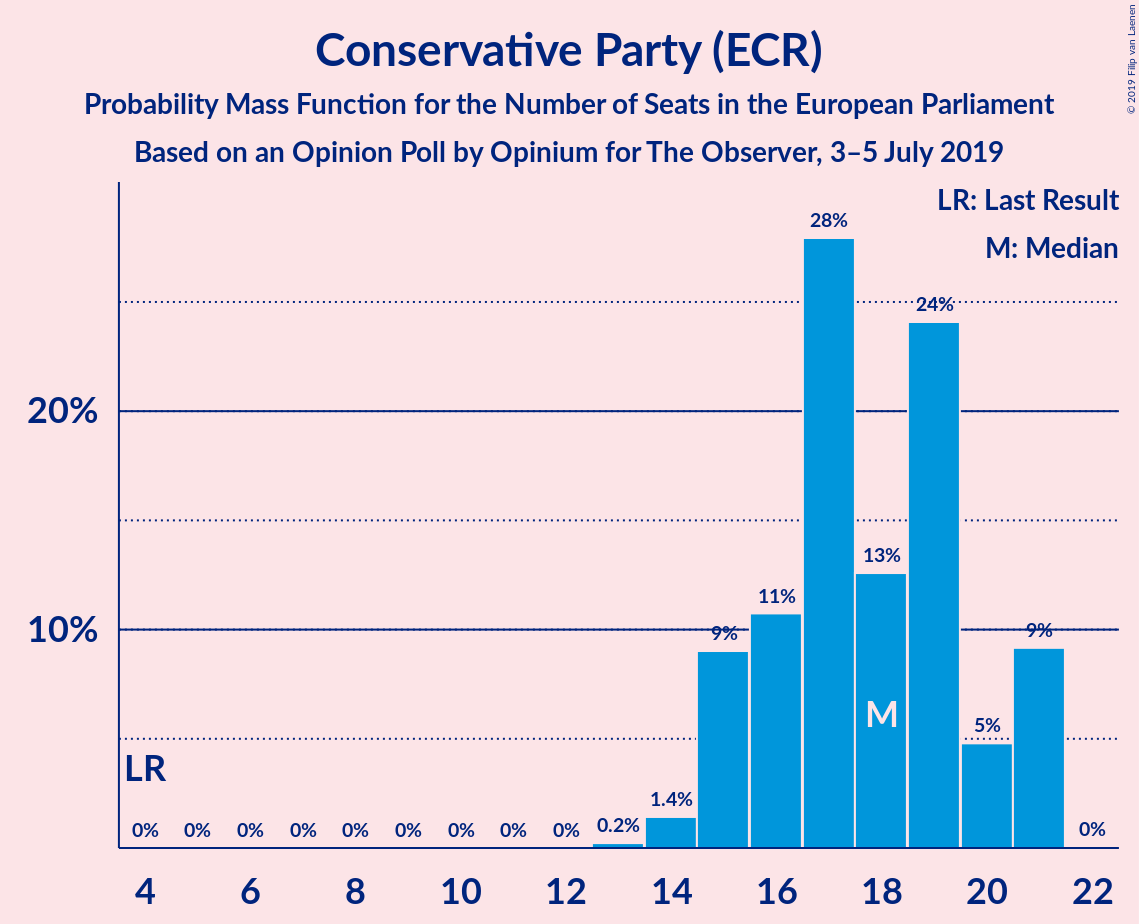 Conservative Party (ECR)
Probability Mass Function for the Number of Seats in the European Parliament
Based on an Opinion Poll by Opinium for The Observer, 3–5 July 2019
© 2019 Filip van Laenen
LR: Last Result
M: Median
28%
24%
20%
13%
11%
10%
9%
9%
M
5%
LR
1.4%
0.2%
0% 0% 0% 0% 0% 0% 0% 0% 0% 0%
4 6 8 10 12 14 16 18 20 22